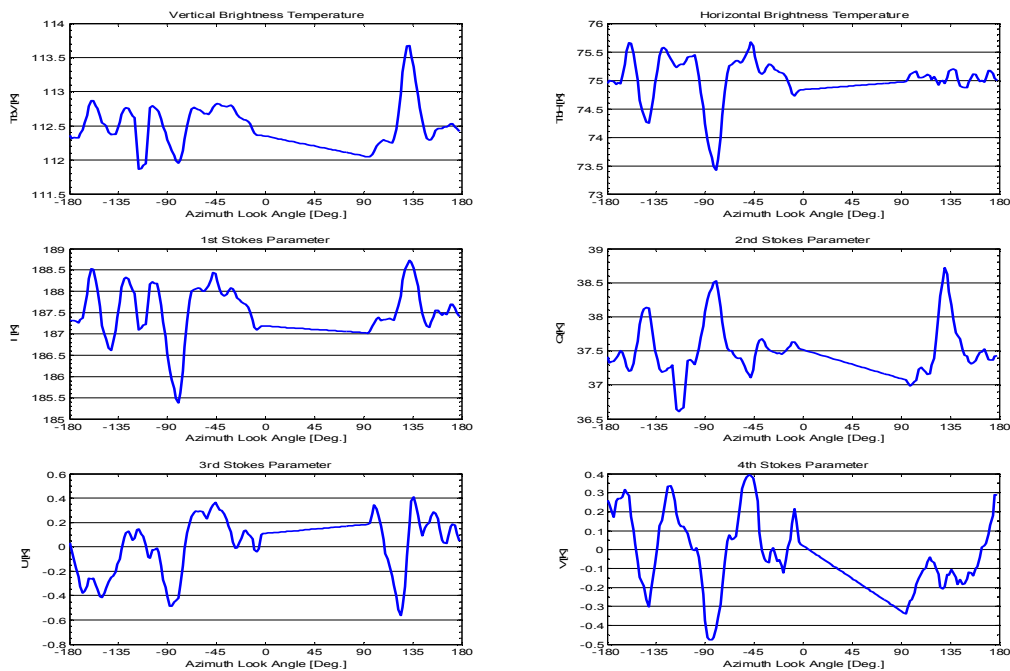 Vertical Brightness Temperature
TBV[K]
114
113.5
113
112.5
112
111.5
-180 -135 -90 -45 0 45 90 135 180
Azimuth Look Angle [Deg.]
Horizontal Brightness Temperature
TBH[K]
76
75.5
75
74.5
74
73.5
73
-180 -135 -90 -45 0 45 90 135 180
Azimuth Look Angle [Deg.]
1st Stokes Parameter
I [K]
189
188.5
188
187.5
187
186.5
186
185.5
185
-180 -135 -90 -45 0 45 90 135 180
Azimuth Look Angle [Deg.]
2nd Stokes Parameter
Q[K]
39
38.5
38
37.5
37
36.5
-180 -135 -90 -45 0 45 90 135 180
Azimuth Look Angle [Deg.]
3rd Stokes Parameter
U[K]
0.6
0.4
0.2
0
-0.2
-0.4
-0.6
-0.8
-180 -135 -90 -45 0 45 90 135 180
Azimuth Look Angle [Deg.]
4th Stokes Parameter
V[K]
0.4
0.3
0.2
0.1
0
-0.1
-0.2
-0.3
-0.4
-0.5
-180 -135 -90 -45 0 45 90 135 180
Azimuth Look Angle [Deg.]